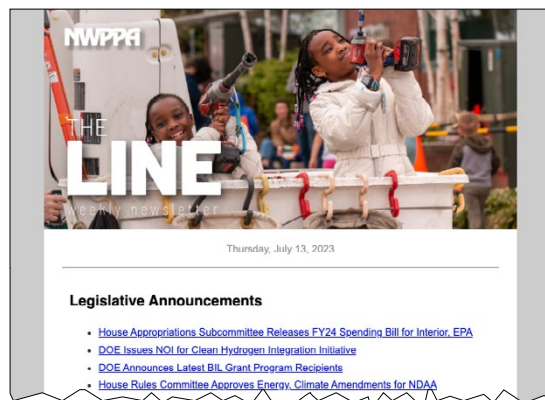 NWPPA
THE
LINE
weekly newsletter
Thursday, July 13, 2023
Legislative Announcements
House Appropriations Subcommittee Releases FY24 Spending Bill for Interior, EPA
DOE Issues NOI for Clean Hydrogen Integration Initiative
DOE Announces Latest BIL Grant Program Recipients
House Rules Committee Approves Energy, Climate Amendments for NDAA